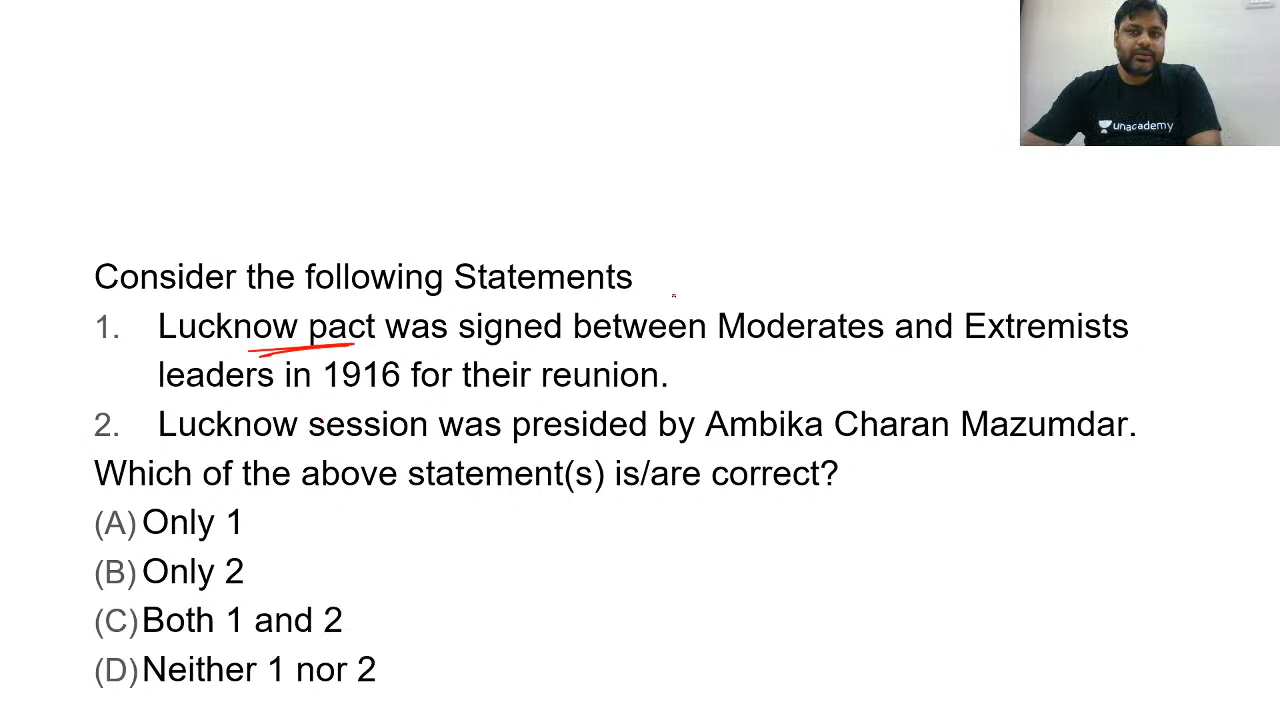 unacademy
Consider the following Statements
1. Lucknow pact was signed between Moderates and Extremists
leaders in 1916 for their reunion.
2. Lucknow session was presided by Ambika Charan Mazumdar.
Which of the above statement(s) is/are correct?
(A) Only 1
(B) Only 2
(C) Both 1 and 2
(D) Neither 1 nor 2